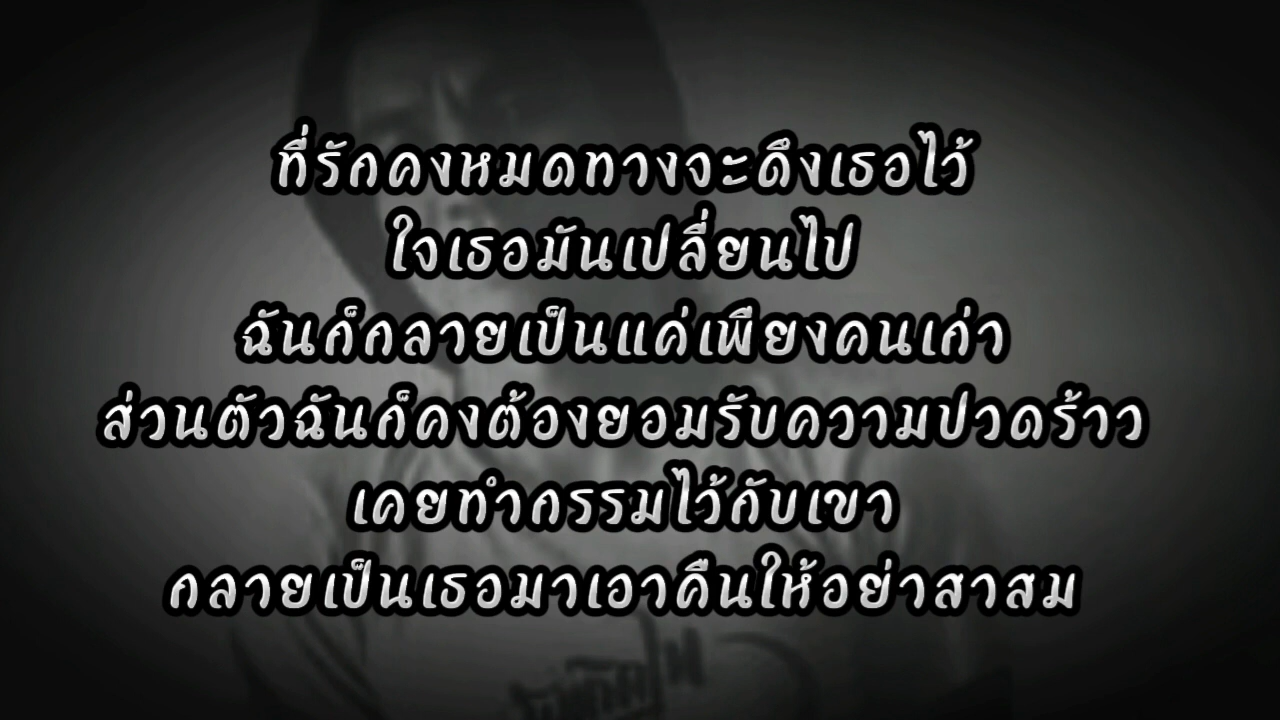 ที่รักคงหมดทางจะดึงเธอไว้
ใจเธอมันเปลี่ยนไป
ฉันก็กลายเป็นแค่เพียงคนเก่า
ส่วนตัวฉันก็คงต้องยอมรับความปวดร้าว
เคยทำกรรมไว้กับเขา
กลายเป็นเธอมาเอาคืนให้อย่าสาสม